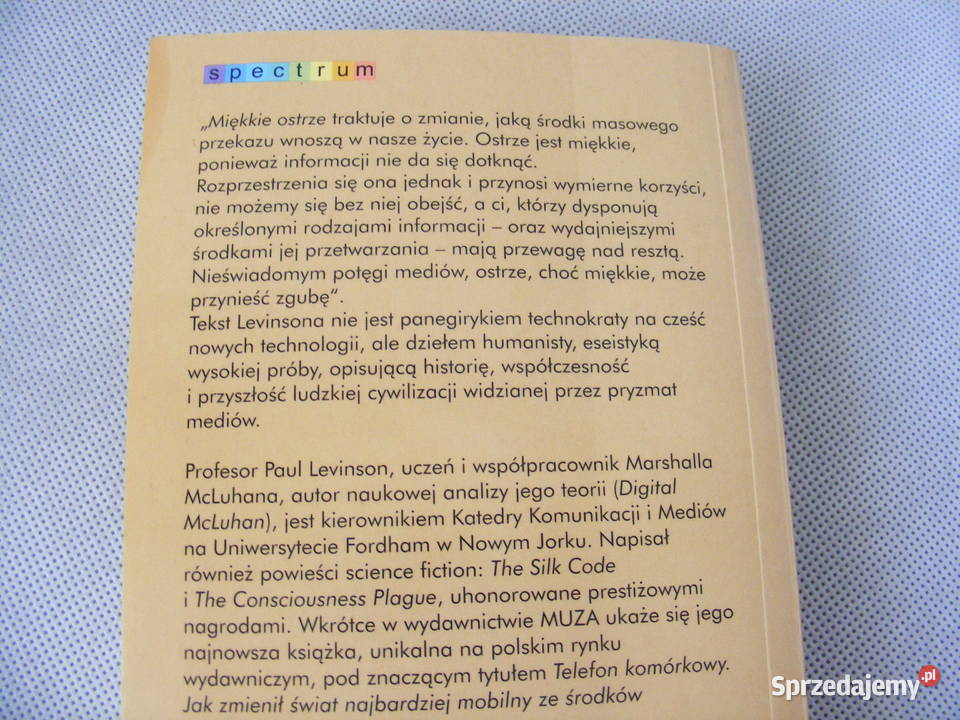 spectrum
„Miękkie ostrze traktuje o zmianie, jaką środki masowego
przekazu wnoszą w nasze życie. Ostrze jest miękkie,
ponieważ informacji nie da się dotknąć.
Rozprzestrzenia się ona jednak i przynosi wymierne korzyści,
nie możemy się bez niej obejść, a ci, którzy dysponują
określonymi rodzajami informacji – oraz wydajniejszymi
środkami jej przetwarzania – mają przewagę nad resztą.
Nieświadomym potęgi mediów, ostrze, choć miękkie, może
przynieść zgubę“.
Tekst Levinsona nie jest panegirykiem technokraty na cześć
nowych technologii, ale dziełem humanisty, eseistyką
wysokiej próby, opisującą historię, współczesność
i przyszłość ludzkiej cywilizacji widzianej przez pryzmat
mediów.
Profesor Paul Levinson, uczeń i współpracownik Marshalla
McLuhana, autor naukowej analizy jego teorii (Digital
McLuhan), jest kierownikiem Katedry Komunikacji i Mediów
na Uniwersytecie Fordham w Nowym Jorku. Napisał
również powieści science fiction: The Silk Code
i The Consciousness Plague, uhonorowane prestiżowymi
nagrodami. Wkrótce w wydawnictwie MUZA ukaże się jego
najnowsza książka, unikalna na polskim rynku
wydawniczym, pod znaczącym tytułem Telefon komórkowy.
Jak zmienił świat najbardziej mobilny ze środków
Sprzedajemy.pl